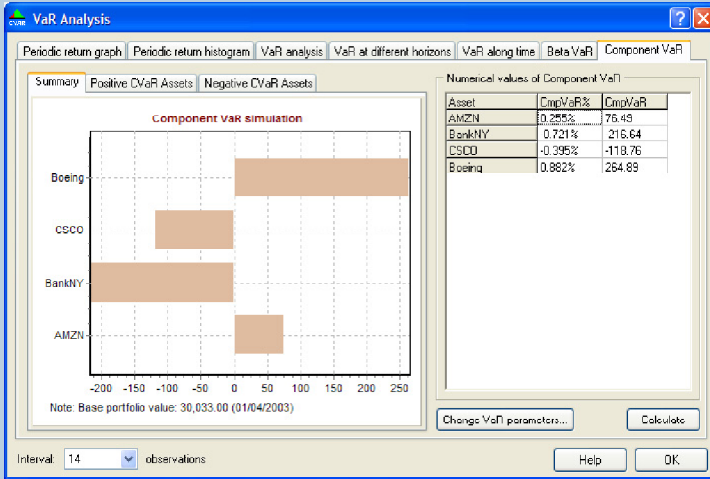 CVAR VaR Analysis
Periodic return graph Periodic return histogram VaR analysis VaR at different horizons VaR along time Beta VaR Component VaR
Summary Positive CVaR Assets Negative CVaR Assets
Component VaR simulation
Boeing
CSCO
BankNY
AMZN
-200 -150 -100 -50 0 50 100 150 200 250
Note: Base portfolio value: 30,033.00 (01/04/2003)
Numerical values of Component VaR
Asset CmpVaR% CmpVaR
AMZN 0.255% 76.49
BankNY 0.721% 216.64
CSCO -0.395% -118.76
Boeing 0.882% 264.89
Change VaR parameters... Calculate
Interval: 14 observations
Help OK